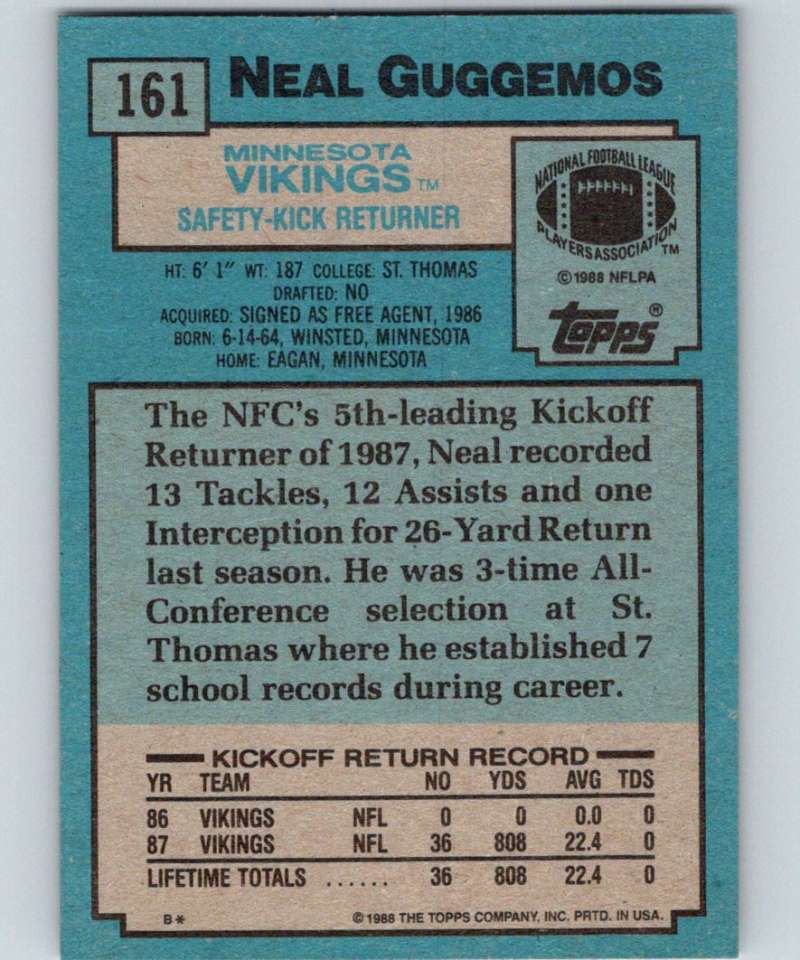 161
NEAL GUGGEMOS
MINNESOTA
VIKINGS TM
SAFETY-KICK RETURNER
NATIONAL FOOTBALL LEAGUE
PLAYERS ASSOCIATION TM
© 1988 NFLPA
Topps ®
HT: 6' 1" WT: 187 COLLEGE: ST. THOMAS
DRAFTED: NO
ACQUIRED: SIGNED AS FREE AGENT, 1986
BORN: 6-14-64, WINSTED, MINNESOTA
HOME: EAGAN, MINNESOTA
The NFC's 5th-leading Kickoff
Returner of 1987, Neal recorded
13 Tackles, 12 Assists and one
Interception for 26-Yard Return
last season. He was 3-time All-
Conference selection at St.
Thomas where he established 7
school records during career.
KICKOFF RETURN RECORD
YR TEAM NO YDS AVG TDS
86 VIKINGS NFL 0 0 0.0 0
87 VIKINGS NFL 36 808 22.4 0
LIFETIME TOTALS ...... 36 808 22.4 0
B* © 1988 THE TOPPS COMPANY, INC. PRTD. IN USA.